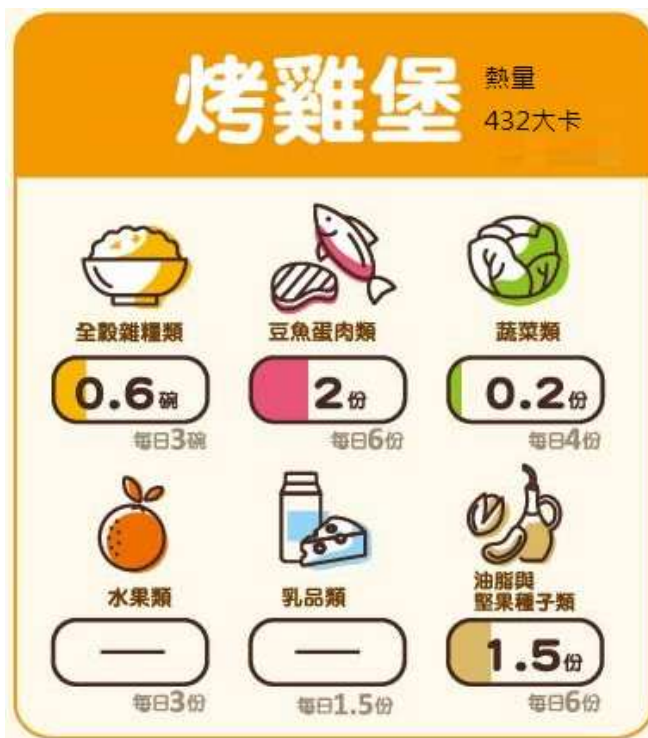 烤雞堡
熱量
432大卡
全穀雜糧類
豆魚蛋肉類
蔬菜類
0.6碗
2份
0.2份
每日3碗
每日6份
每日4份
水果類
乳品類
油脂與
堅果種子類
—
—
1.5份
每日3份
每日1.5份
每日6份